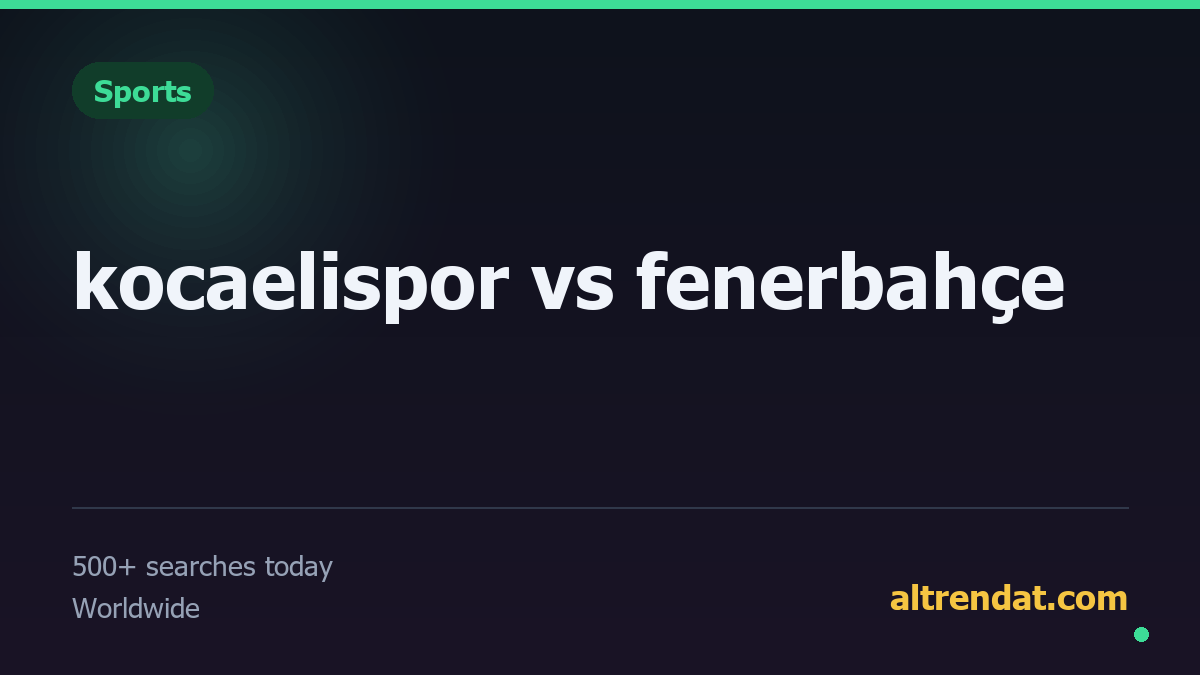 Sports
kocaelispor vs fenerbahçe
500+ searches today
Worldwide
altrendat.com